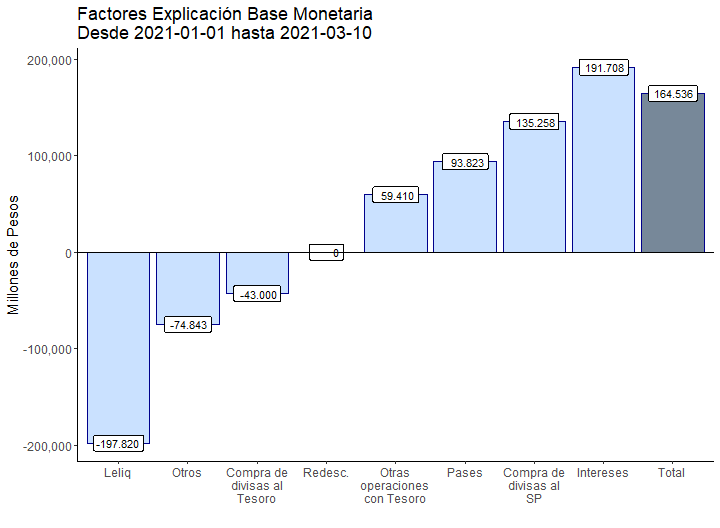 Factores Explicación Base Monetaria
Desde 2021-01-01 hasta 2021-03-10
Millones de Pesos
200,000
100,000
0
-100,000
-200,000
-197.820
-74.843
-43.000
0
59.410
93.823
135.258
191.708
164.536
Leliq
Otros
Compra de
divisas al
Tesoro
Redesc.
Otras
operaciones
con Tesoro
Pases
Compra de
divisas al
SP
Intereses
Total